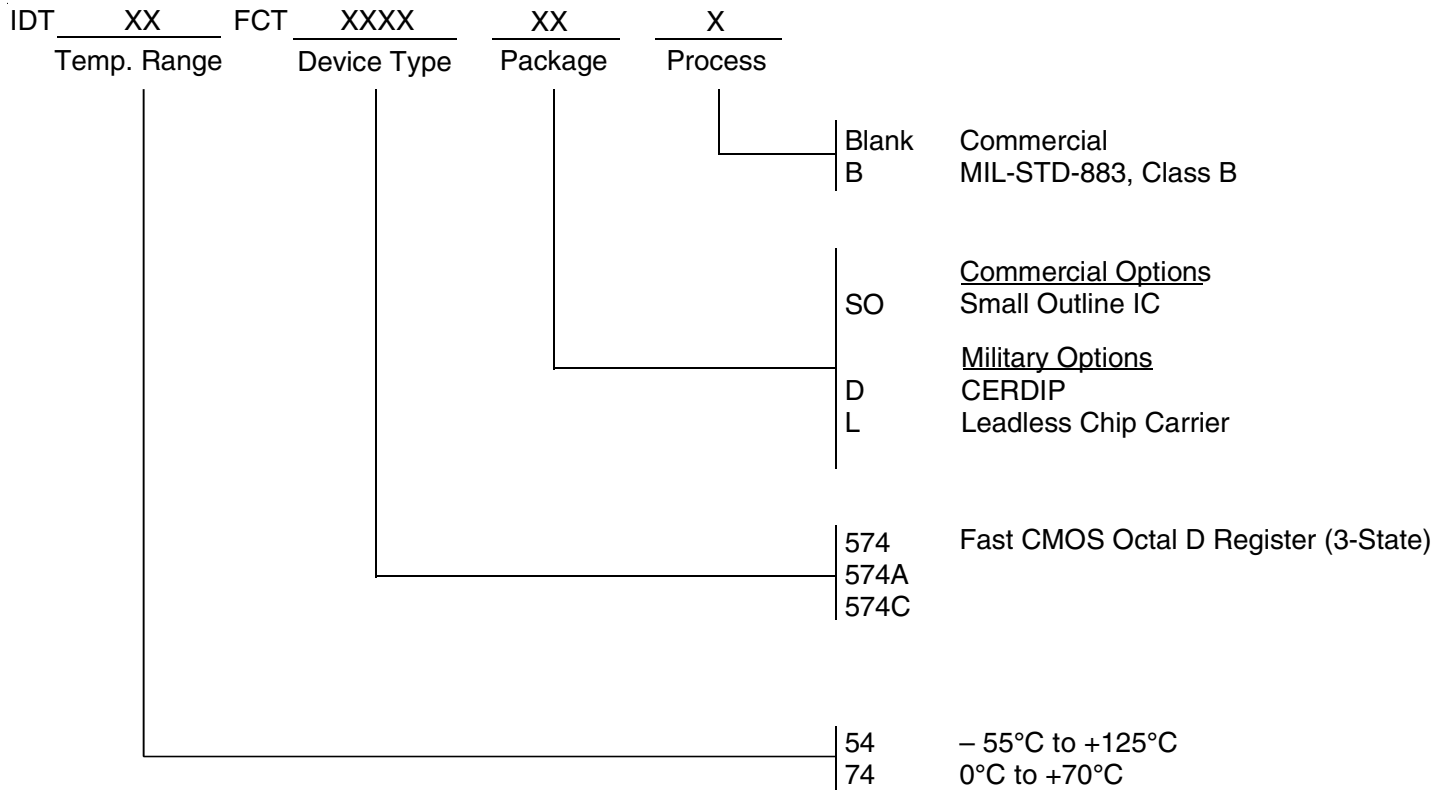 IDT XX FCT XXXX XX X
Temp. Range Device Type Package Process
Blank Commercial
B MIL-STD-883, Class B
Commercial Options
SO Small Outline IC
Military Options
D CERDIP
L Leadless Chip Carrier
574 Fast CMOS Octal D Register (3-State)
574A
574C
54 – 55°C to +125°C
74 0°C to +70°C